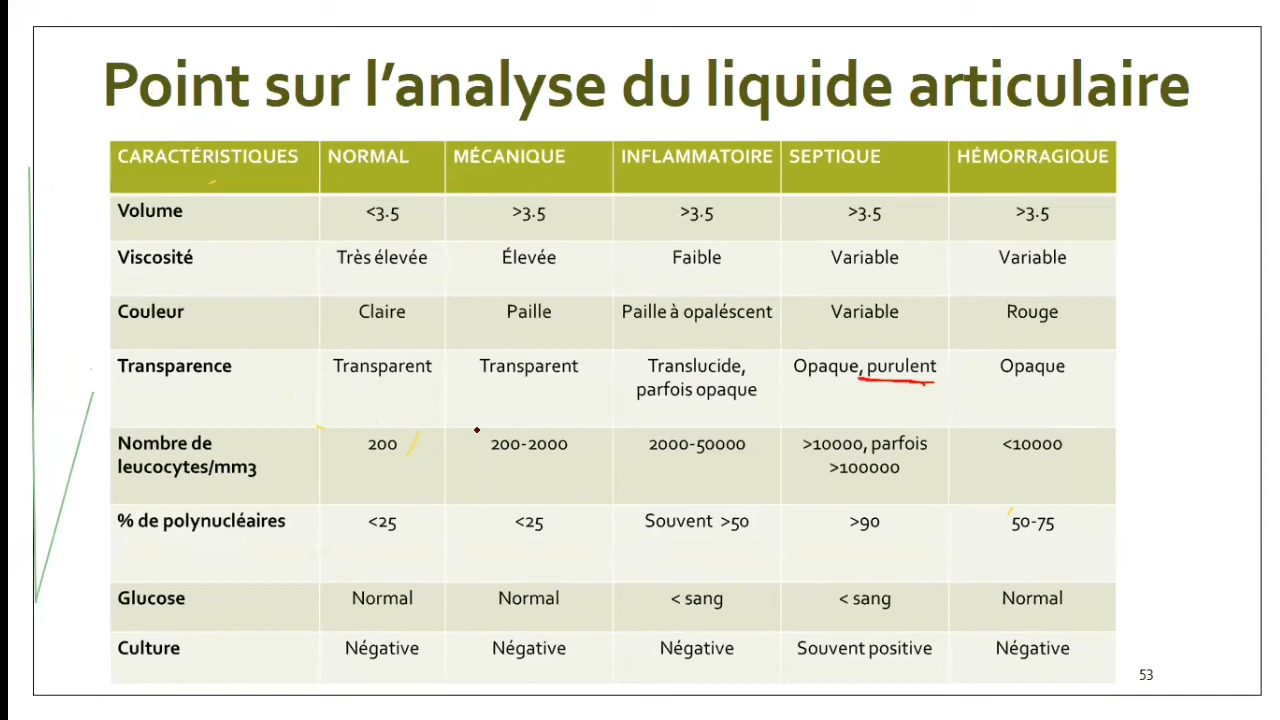 Point sur l'analyse du liquide articulaire
CARACTÉRISTIQUES NORMAL MÉCANIQUE INFLAMMATOIRE SEPTIQUE HÉMORRAGIQUE
Volume <3.5 >3.5 >3.5 >3.5 >3.5
Viscosité Très élevée Élevée Faible Variable Variable
Couleur Claire Paille Paille à opaléscent Variable Rouge
Transparence Transparent Transparent Translucide, parfois opaque Opaque, purulent Opaque
Nombre de leucocytes/mm3 200 200-2000 2000-50000 >10000, parfois >100000 <10000
% de polynucléaires <25 <25 Souvent >50 >90 50-75
Glucose Normal Normal < sang < sang Normal
Culture Négative Négative Négative Souvent positive Négative
53